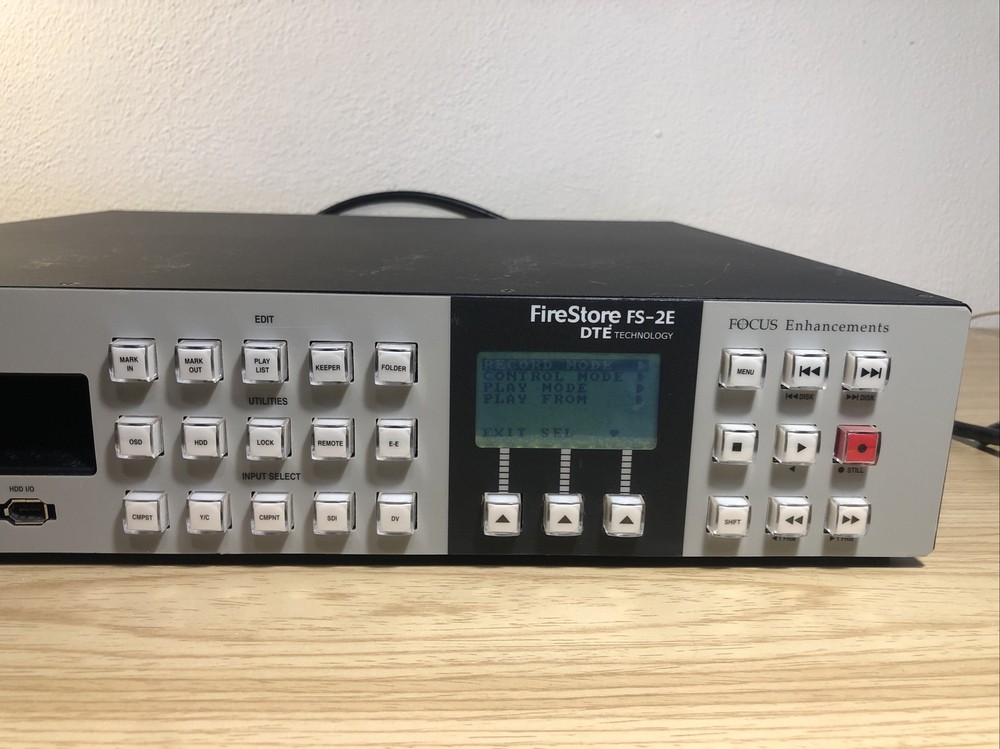 EDIT
MARK IN
MARK OUT
PLAY LIST
KEEPER
FOLDER
UTILITIES
OSD
HDD
LOCK
REMOTE
E-E
INPUT SELECT
HDD I/O
CMPST
Y/C
CMPNT
SDI
DV
FireStore FS-2E
DTE TECHNOLOGY
RECORD MODE
CONTROL MODE
PLAY MODE
PLAY FROM
EXIT SEL
FOCUS Enhancements
MENU
DISK
DISK
STILL
SHIFT